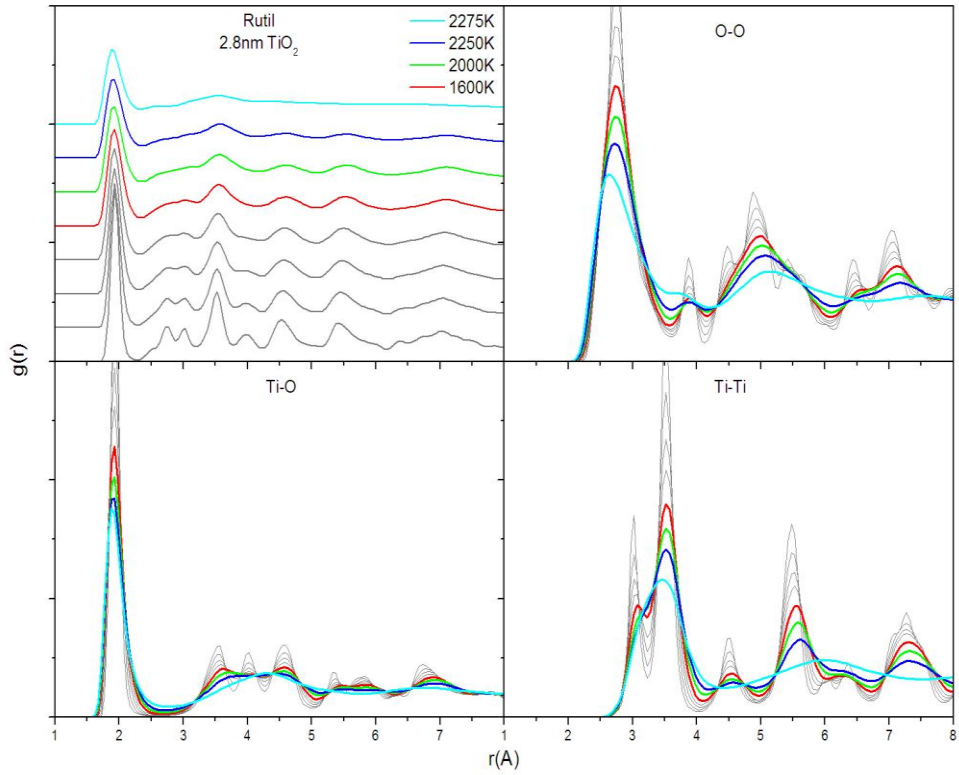 Rutil
2.8nm TiO₂
2275K
2250K
2000K
1600K
O-O
g(r)
Ti-O
Ti-Ti
1 2 3 4 5 6 7 1 2 3 4 5 6 7 8
r(A)